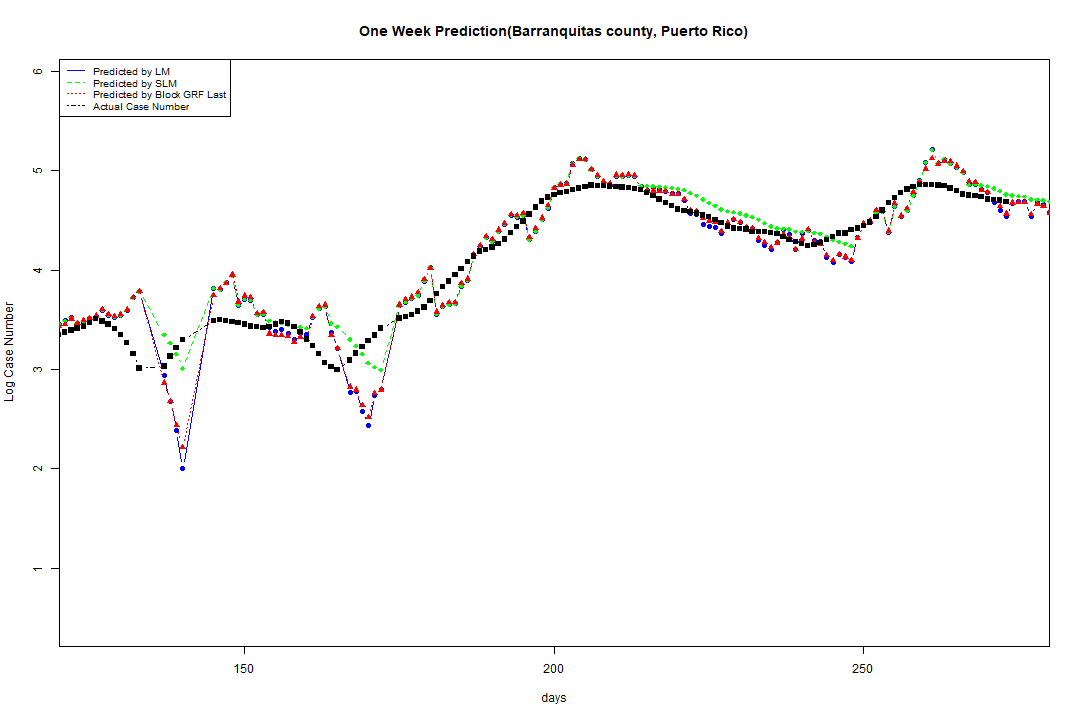 One Week Prediction(Barranquitas county, Puerto Rico)
Predicted by LM
Predicted by SLM
Predicted by Block GRF Last
Actual Case Number
Log Case Number
6
5
4
3
2
1
150
200
250
days